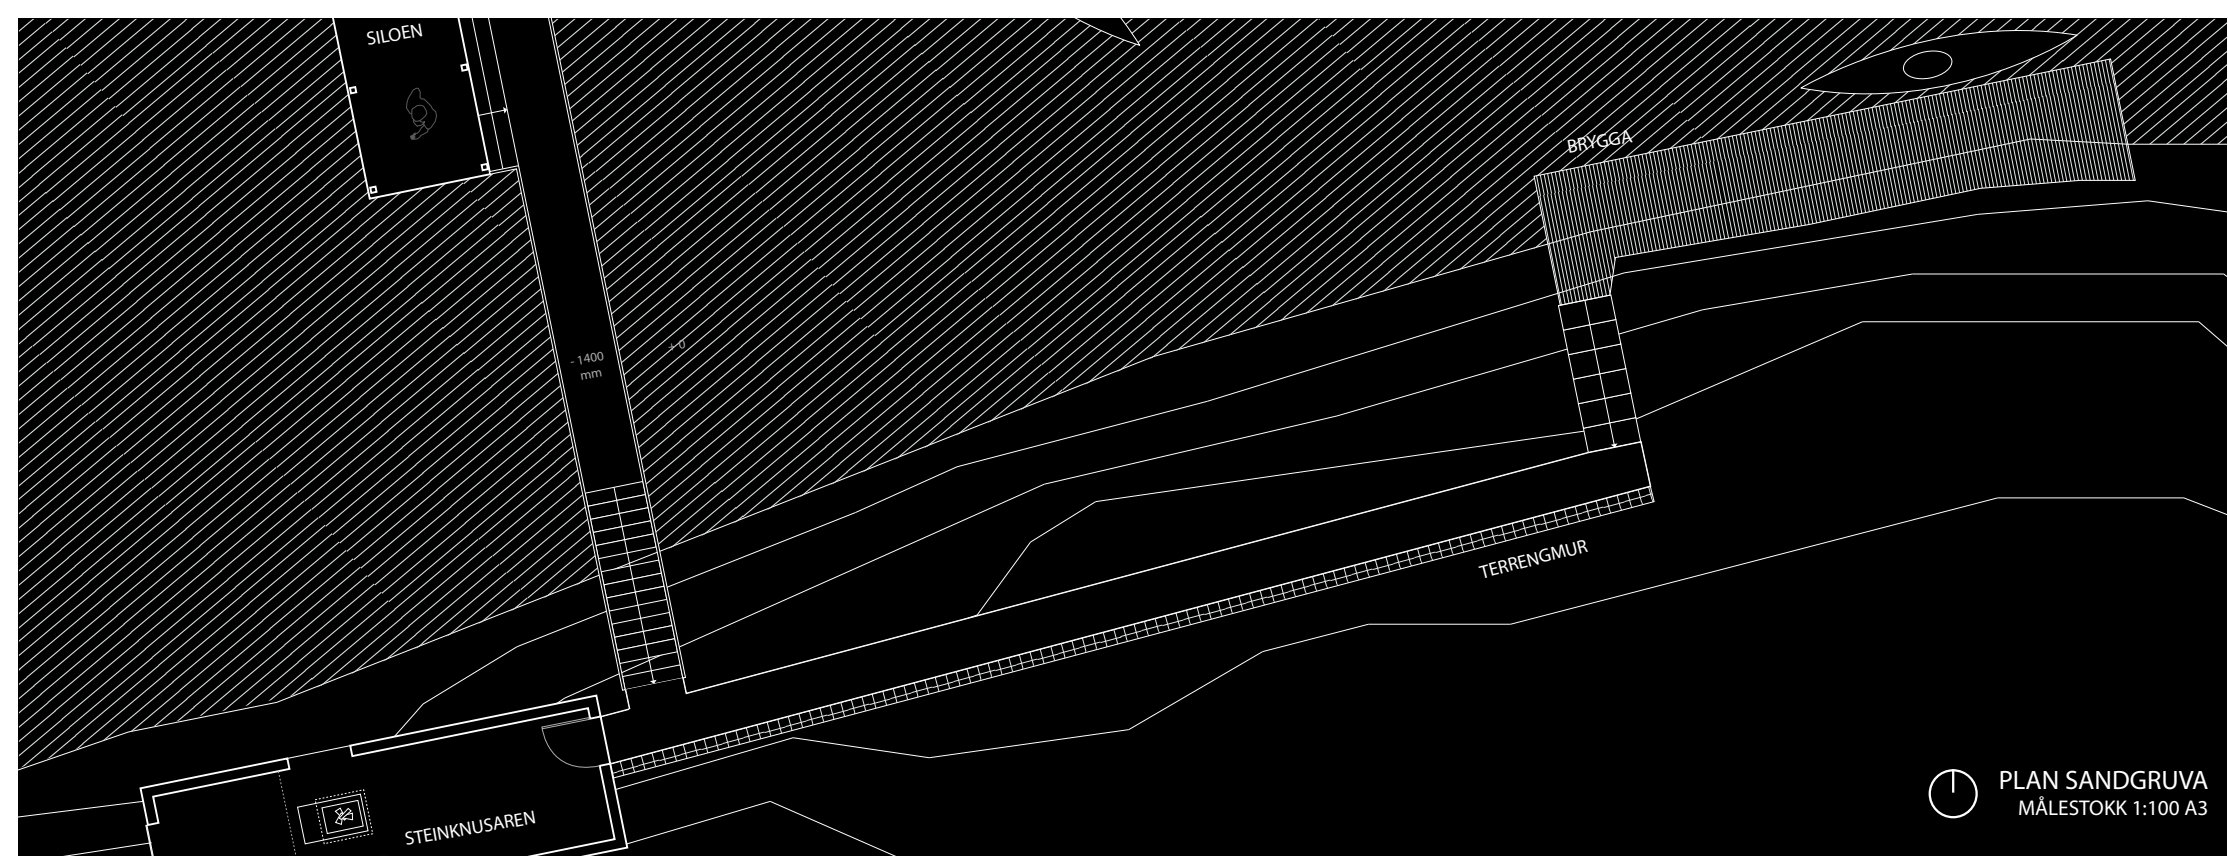 SILOEN
BRYGGA
- 1400
mm
+ 0
TERRENGMUR
STEINKNUSAREN
PLAN SANDGRUVA
MÅLESTOKK 1:100 A3